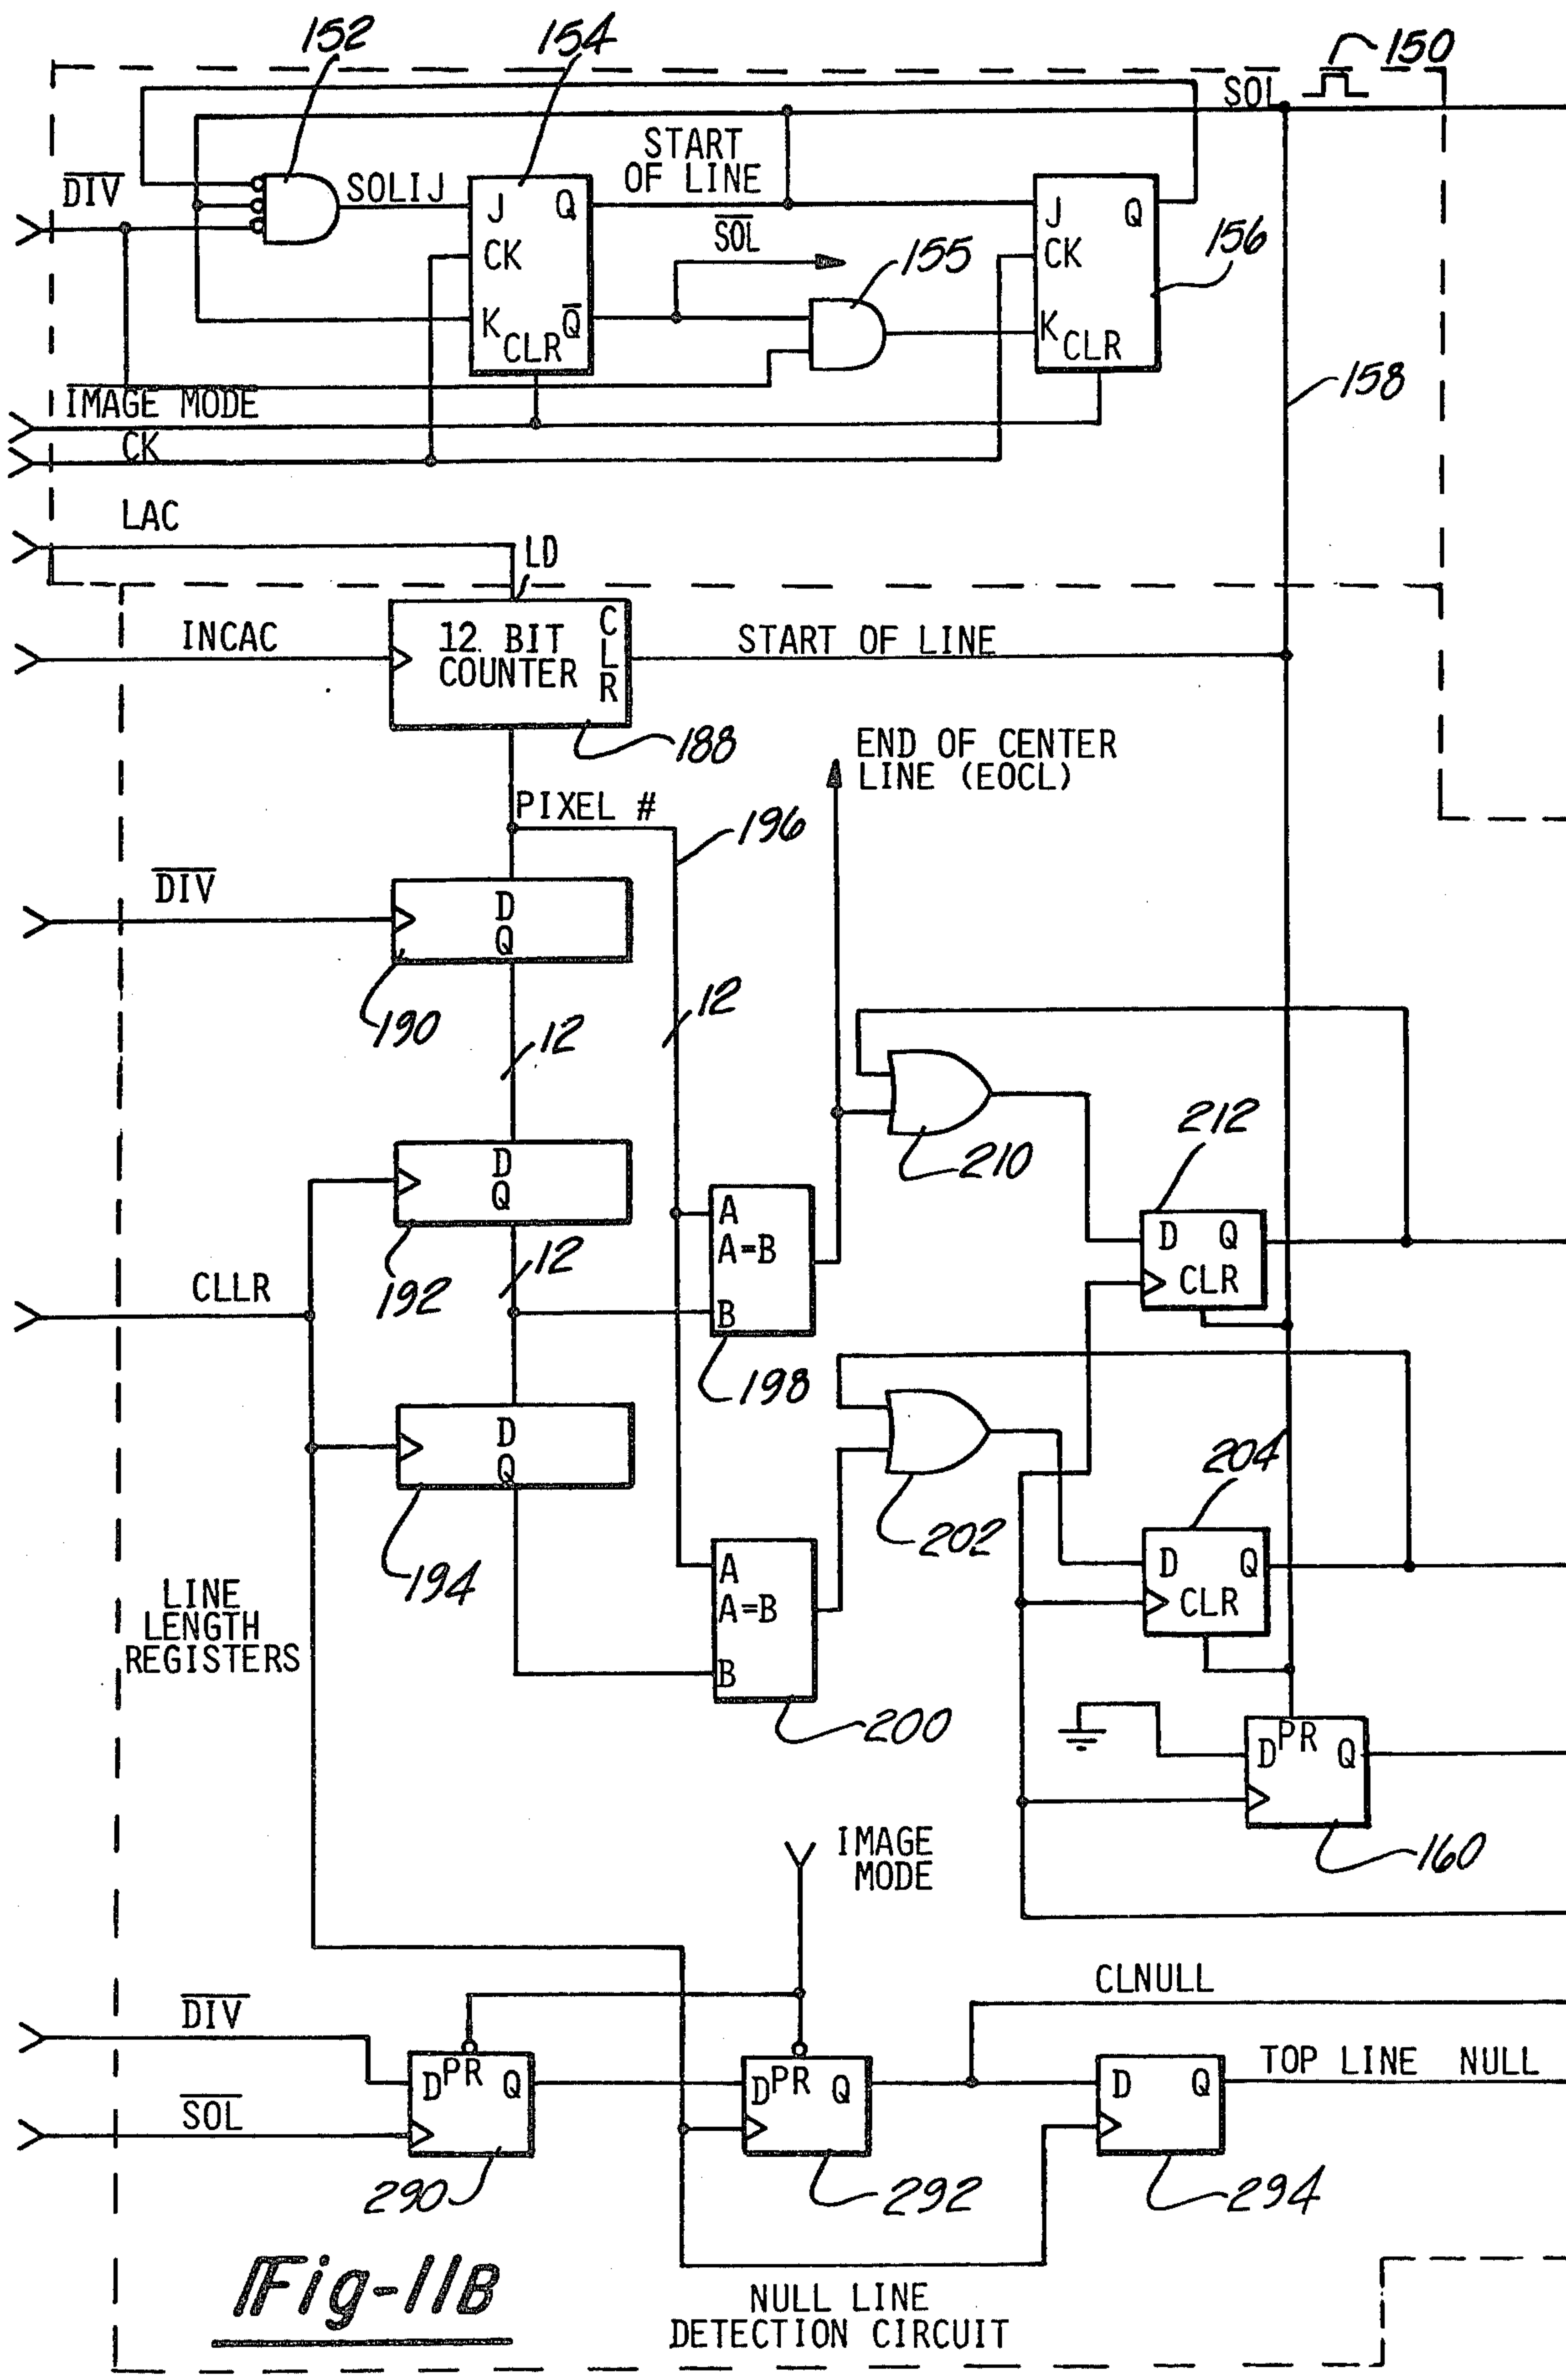 152
154
150
SOL
DIV
SOLIJ
START
OF LINE
J Q
CK
K CLR Q
SOL
155
J Q
CK
K CLR
156
158
IMAGE MODE
CK
LAC
LD
INCAC
12 BIT
COUNTER
CLR
START OF LINE
188
END OF CENTER
LINE (EOCL)
PIXEL #
196
DIV
D
Q
190
12
12
210
212
D
Q
192
12
A
A=B
B
198
D Q
CLR
CLLR
D
Q
194
202
204
A
A=B
B
200
D Q
CLR
LINE
LENGTH
REGISTERS
D PR Q
160
IMAGE
MODE
CLNULL
DIV
SOL
D PR Q
290
D PR Q
292
D Q
294
TOP LINE NULL
Fig-11B
NULL LINE
DETECTION CIRCUIT